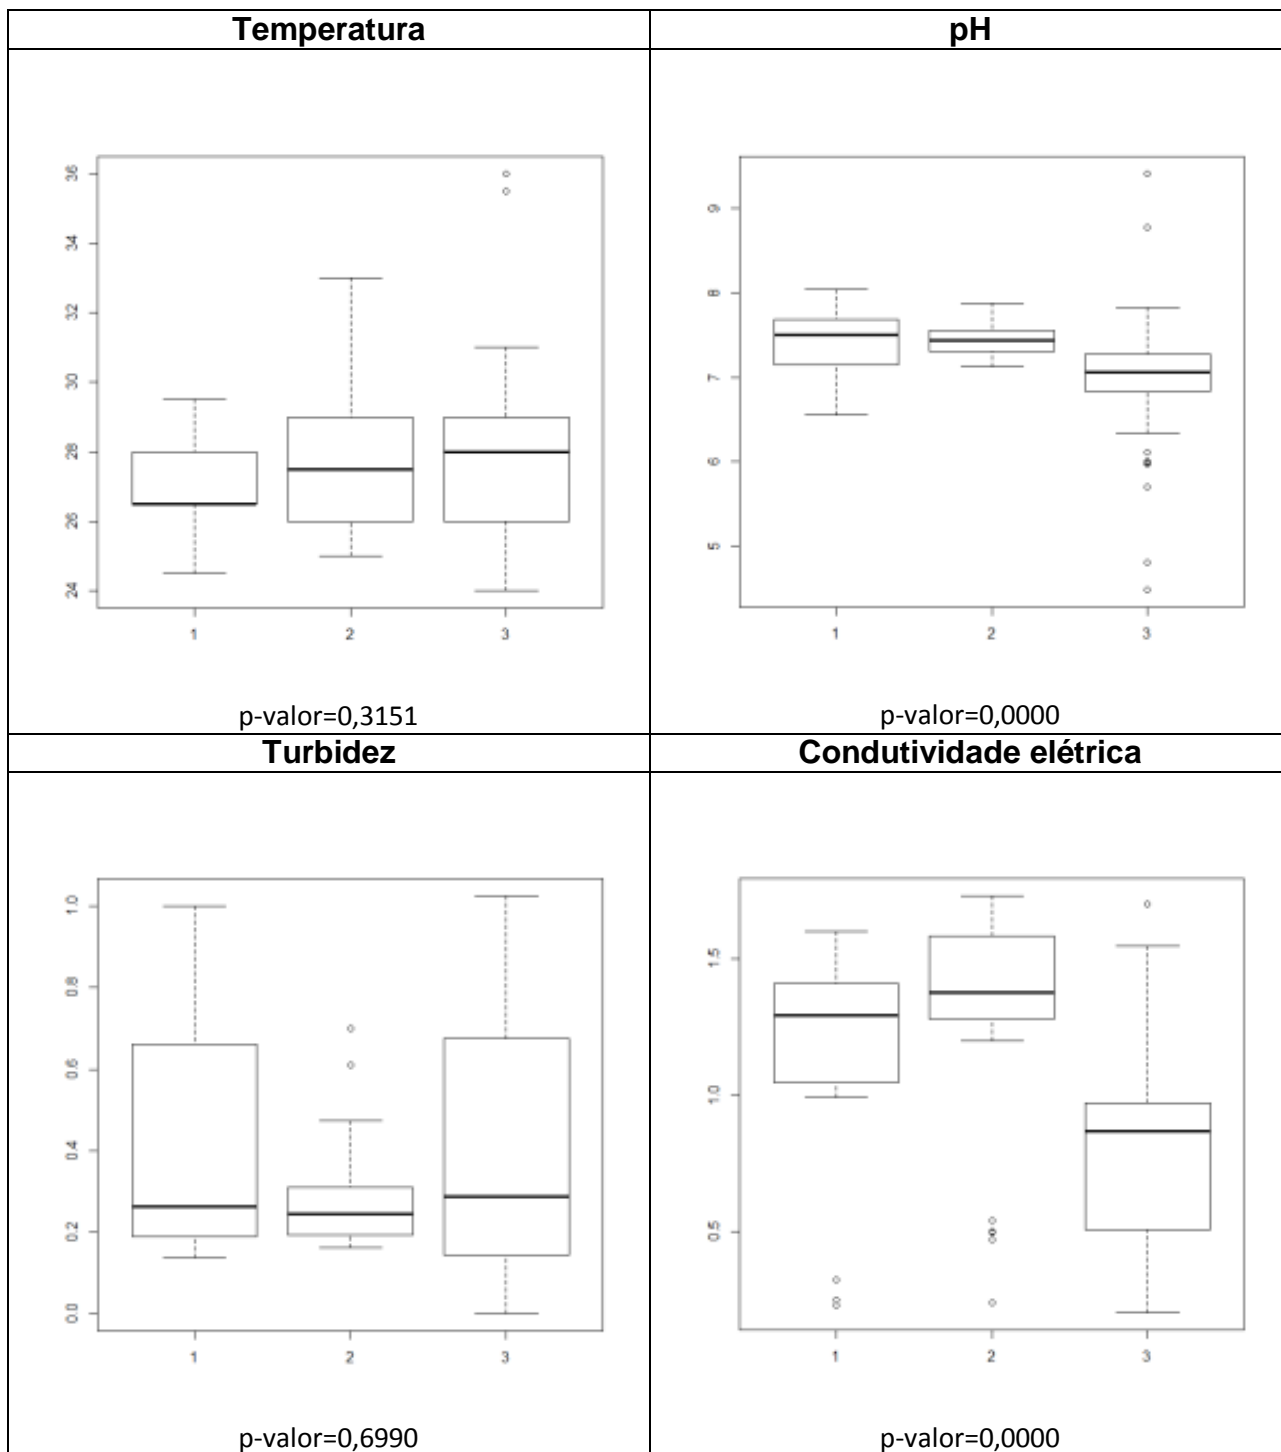 Temperatura
pH
36
34
32
30
28
26
24
1 2 3
9
8
7
6
5
1 2 3
p-valor=0,3151
p-valor=0,0000
Turbidez
Condutividade elétrica
1.0
0.8
0.6
0.4
0.2
0.0
1 2 3
1.5
1.0
0.5
1 2 3
p-valor=0,6990
p-valor=0,0000